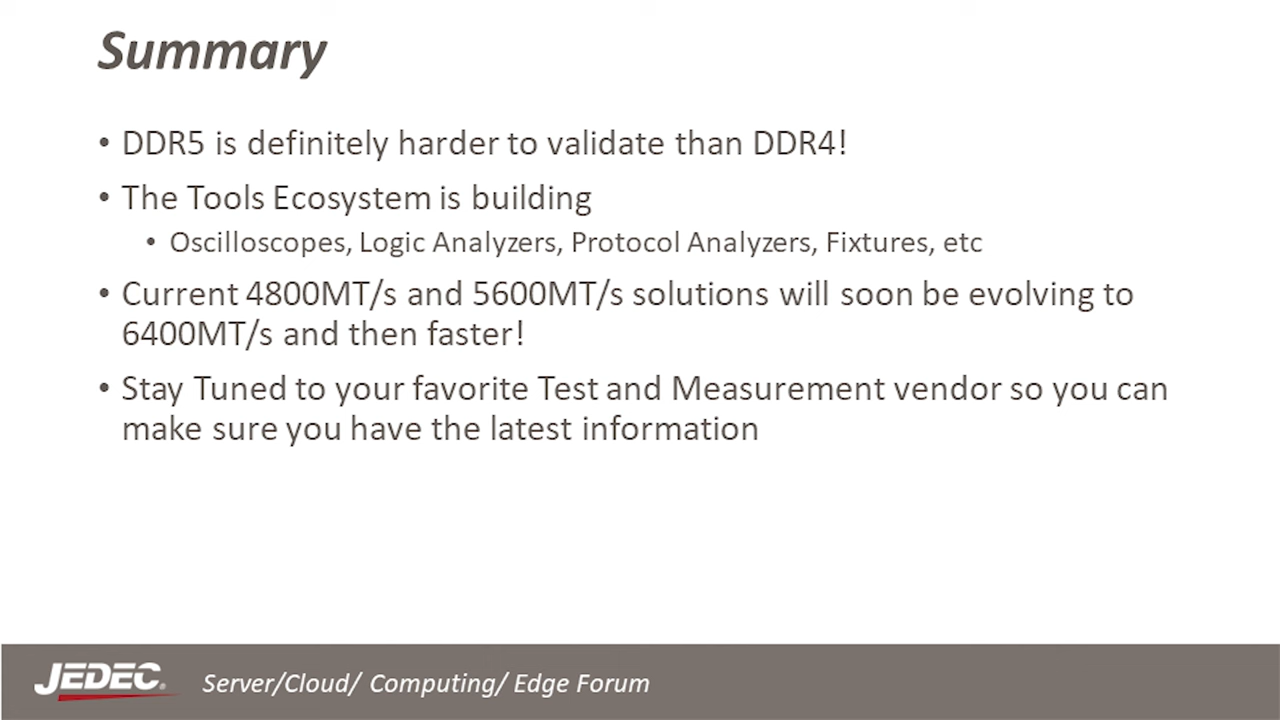 Summary
• DDR5 is definitely harder to validate than DDR4!
• The Tools Ecosystem is building
• Oscilloscopes, Logic Analyzers, Protocol Analyzers, Fixtures, etc
• Current 4800MT/s and 5600MT/s solutions will soon be evolving to
6400MT/s and then faster!
• Stay Tuned to your favorite Test and Measurement vendor so you can
make sure you have the latest information
JEDEC. Server/Cloud/ Computing/ Edge Forum